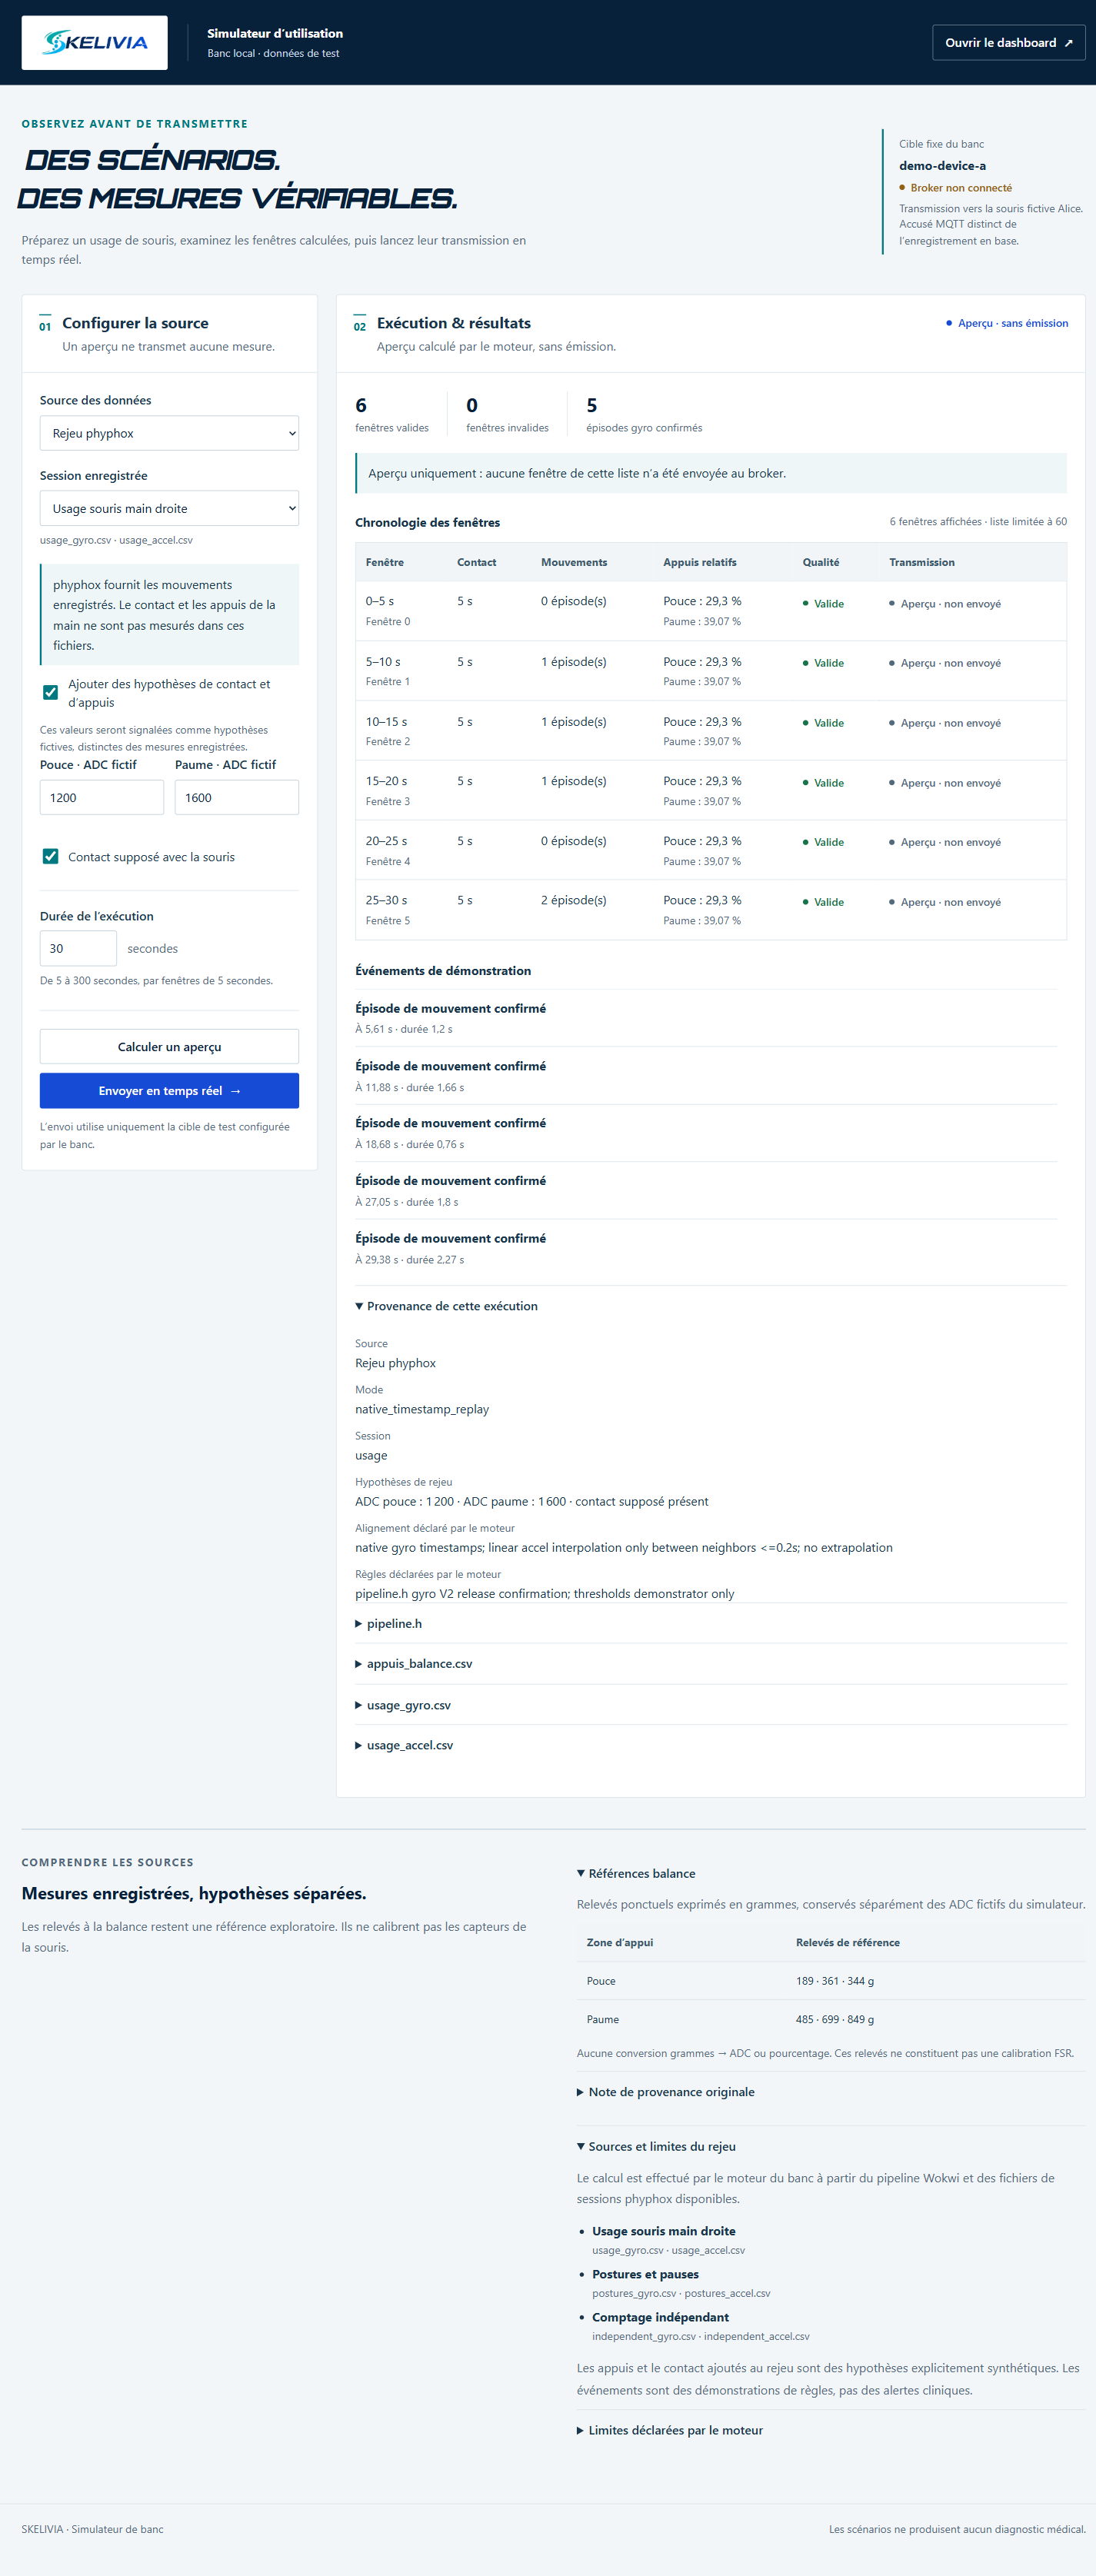 SKELIVIA
Simulateur d'utilisation
Banc local · données de test
Ouvrir le dashboard ↗
OBSERVEZ AVANT DE TRANSMETTRE
DES SCÉNARIOS.
DES MESURES VÉRIFIABLES.
Préparez un usage de souris, examinez les fenêtres calculées, puis lancez leur transmission en
temps réel.
Cible fixe du banc
demo-device-a
Broker non connecté
Transmission vers la souris fictive Alice.
Accusé MQTT distinct de
l'enregistrement en base.
01 Configurer la source
Un aperçu ne transmet aucune mesure.
Source des données
Rejeu phyphox
Session enregistrée
Usage souris main droite
usage_gyro.csv · usage_accel.csv
phyphox fournit les mouvements
enregistrés. Le contact et les appuis de la
main ne sont pas mesurés dans ces
fichiers.
Ajouter des hypothèses de contact et
d'appuis
Ces valeurs seront signalées comme hypothèses
fictives, distinctes des mesures enregistrées.
Pouce · ADC fictif Paume · ADC fictif
1200 1600
Contact supposé avec la souris
Durée de l'exécution
30 secondes
De 5 à 300 secondes, par fenêtres de 5 secondes.
Calculer un aperçu
Envoyer en temps réel →
L'envoi utilise uniquement la cible de test configurée
par le banc.
02 Exécution & résultats
Aperçu · sans émission
Aperçu calculé par le moteur, sans émission.
6 0 5
fenêtres valides fenêtres invalides épisodes gyro confirmés
Aperçu uniquement : aucune fenêtre de cette liste n'a été envoyée au broker.
Chronologie des fenêtres 6 fenêtres affichées · liste limitée à 60
Fenêtre Contact Mouvements Appuis relatifs Qualité Transmission
0–5 s 5 s 0 épisode(s) Pouce : 29,3 % Valide Aperçu · non envoyé
Fenêtre 0 Paume : 39,07 %
5–10 s 5 s 1 épisode(s) Pouce : 29,3 % Valide Aperçu · non envoyé
Fenêtre 1 Paume : 39,07 %
10–15 s 5 s 1 épisode(s) Pouce : 29,3 % Valide Aperçu · non envoyé
Fenêtre 2 Paume : 39,07 %
15–20 s 5 s 1 épisode(s) Pouce : 29,3 % Valide Aperçu · non envoyé
Fenêtre 3 Paume : 39,07 %
20–25 s 5 s 0 épisode(s) Pouce : 29,3 % Valide Aperçu · non envoyé
Fenêtre 4 Paume : 39,07 %
25–30 s 5 s 2 épisode(s) Pouce : 29,3 % Valide Aperçu · non envoyé
Fenêtre 5 Paume : 39,07 %
Événements de démonstration
Épisode de mouvement confirmé
À 5,61 s · durée 1,2 s
Épisode de mouvement confirmé
À 11,88 s · durée 1,66 s
Épisode de mouvement confirmé
À 18,68 s · durée 0,76 s
Épisode de mouvement confirmé
À 27,05 s · durée 1,8 s
Épisode de mouvement confirmé
À 29,38 s · durée 2,27 s
▼ Provenance de cette exécution
Source
Rejeu phyphox
Mode
native_timestamp_replay
Session
usage
Hypothèses de rejeu
ADC pouce : 1 200 · ADC paume : 1 600 · contact supposé présent
Alignement déclaré par le moteur
native gyro timestamps; linear accel interpolation only between neighbors <=0.2s; no extrapolation
Règles déclarées par le moteur
pipeline.h gyro V2 release confirmation; thresholds demonstrator only
▶ pipeline.h
▶ appuis_balance.csv
▶ usage_gyro.csv
▶ usage_accel.csv
COMPRENDRE LES SOURCES
Mesures enregistrées, hypothèses séparées.
Les relevés à la balance restent une référence exploratoire. Ils ne calibrent pas les capteurs de
la souris.
▼ Références balance
Relevés ponctuels exprimés en grammes, conservés séparément des ADC fictifs du simulateur.
Zone d'appui Relevés de référence
Pouce 189 · 361 · 344 g
Paume 485 · 699 · 849 g
Aucune conversion grammes → ADC ou pourcentage. Ces relevés ne constituent pas une calibration FSR.
▶ Note de provenance originale
▼ Sources et limites du rejeu
Le calcul est effectué par le moteur du banc à partir du pipeline Wokwi et des fichiers de
sessions phyphox disponibles.
• Usage souris main droite
usage_gyro.csv · usage_accel.csv
• Postures et pauses
postures_gyro.csv · postures_accel.csv
• Comptage indépendant
independent_gyro.csv · independent_accel.csv
Les appuis et le contact ajoutés au rejeu sont des hypothèses explicitement synthétiques. Les
événements sont des démonstrations de règles, pas des alertes cliniques.
▶ Limites déclarées par le moteur
SKELIVIA · Simulateur de banc
Les scénarios ne produisent aucun diagnostic médical.